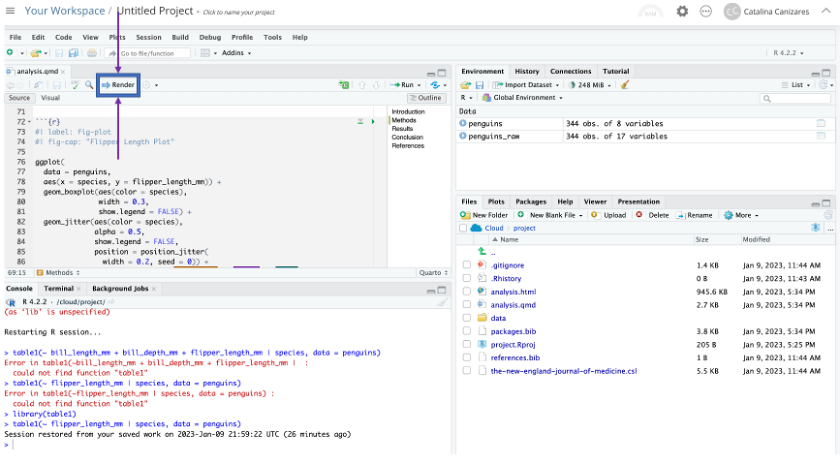 Your Workspace / Untitled Project - Click to name your project
Catalina Canizares
File Edit Code View Plots Session Build Debug Profile Tools Help
Go to file/function
Addins
R 4.2.2
analysis.qmd
Render
Run
Source Visual
Outline
71
72 ```{r}
73 #| label: fig-plot
74 #| fig-cap: "Flipper Length Plot"
75
76 ggplot(
77 data = penguins,
78 aes(x = species, y = flipper_length_mm)) +
79 geom_boxplot(aes(color = species),
80 width = 0.3,
81 show.legend = FALSE) +
82 geom_jitter(aes(color = species),
83 alpha = 0.5,
84 show.legend = FALSE,
85 position = position_jitter(
86 width = 0.2, seed = 0)) +
Introduction
Methods
Results
Conclusion
References
69:15 Methods
Quarto
Console Terminal Background Jobs
R 4.2.2 · /cloud/project/
(as 'lib' is unspecified)
Restarting R session...
> table1(~ bill_length_mm + bill_depth_mm + flipper_length_mm | species, data = penguins)
Error in table1(~bill_length_mm + bill_depth_mm + flipper_length_mm | :
could not find function "table1"
> table1(~ flipper_length_mm | species, data = penguins)
Error in table1(~flipper_length_mm | species, data = penguins) :
could not find function "table1"
> library(table1)
> table1(~ flipper_length_mm | species, data = penguins)
Session restored from your saved work on 2023-Jan-09 21:59:22 UTC (26 minutes ago)
>
Environment History Connections Tutorial
Import Dataset 248 MiB
List
R Global Environment
Data
penguins 344 obs. of 8 variables
penguins_raw 344 obs. of 17 variables
Files Plots Packages Help Viewer Presentation
New Folder New Blank File Upload Delete Rename More
Cloud project
Name Size Modified
..
.gitignore 1.4 KB Jan 9, 2023, 11:44 AM
.Rhistory 0 B Jan 9, 2023, 11:43 AM
analysis.html 945.6 KB Jan 9, 2023, 5:34 PM
analysis.qmd 2.7 KB Jan 9, 2023, 5:34 PM
data
packages.bib 3.8 KB Jan 9, 2023, 5:34 PM
project.Rproj 205 B Jan 9, 2023, 5:25 PM
references.bib 1 B Jan 9, 2023, 11:44 AM
the-new-england-journal-of-medicine.csl 5.5 KB Jan 9, 2023, 11:44 AM